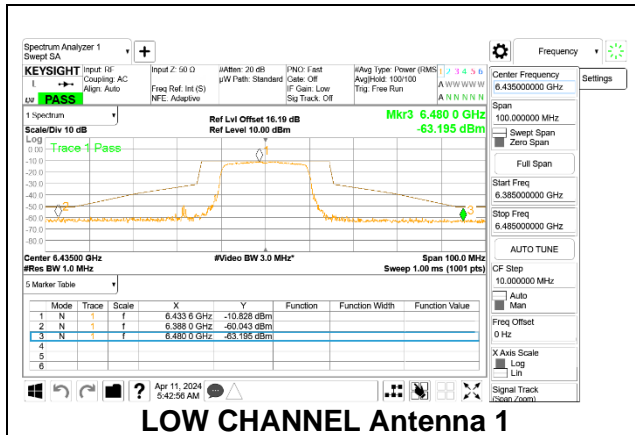 Spectrum Analyzer 1
Swept SA
+
Frequency
KEYSIGHT
Input: RF
Coupling: AC
Align: Auto
Input Z: 50 Ω
Freq Ref: Int (S)
NFE: Adaptive
#Atten: 20 dB
µW Path: Standard
PNO: Fast
Gate: Off
IF Gain: Low
Sig Track: Off
#Avg Type: Power (RMS
Avg|Hold: 100/100
Trig: Free Run
1 2 3 4 5 6
A W W W W W
A N N N N N
L
PASS
Center Frequency
6.435000000 GHz
Settings
Span
100.000000 MHz
Swept Span
Zero Span
Full Span
Start Freq
6.385000000 GHz
Stop Freq
6.485000000 GHz
AUTO TUNE
CF Step
10.000000 MHz
Auto
Man
Freq Offset
0 Hz
X Axis Scale
Log
Lin
Signal Track
(Span Zoom)
1 Spectrum
Scale/Div 10 dB
Ref Lvl Offset 16.19 dB
Ref Level 10.00 dBm
Mkr3 6.480 0 GHz
-63.195 dBm
Log
Trace 1 Pass
0.00
-10.0
-20.0
-30.0
-40.0
-50.0
-60.0
-70.0
-80.0
1
2
3
Center 6.43500 GHz
#Res BW 1.0 MHz
#Video BW 3.0 MHz*
Span 100.0 MHz
Sweep 1.00 ms (1001 pts)
5 Marker Table
Mode Trace Scale X Y Function Function Width Function Value
1 N 1 f 6.433 6 GHz -10.828 dBm
2 N 1 f 6.388 0 GHz -60.043 dBm
3 N 1 f 6.480 0 GHz -63.195 dBm
4
5
6
?
Apr 11, 2024
5:42:56 AM
LOW CHANNEL Antenna 1